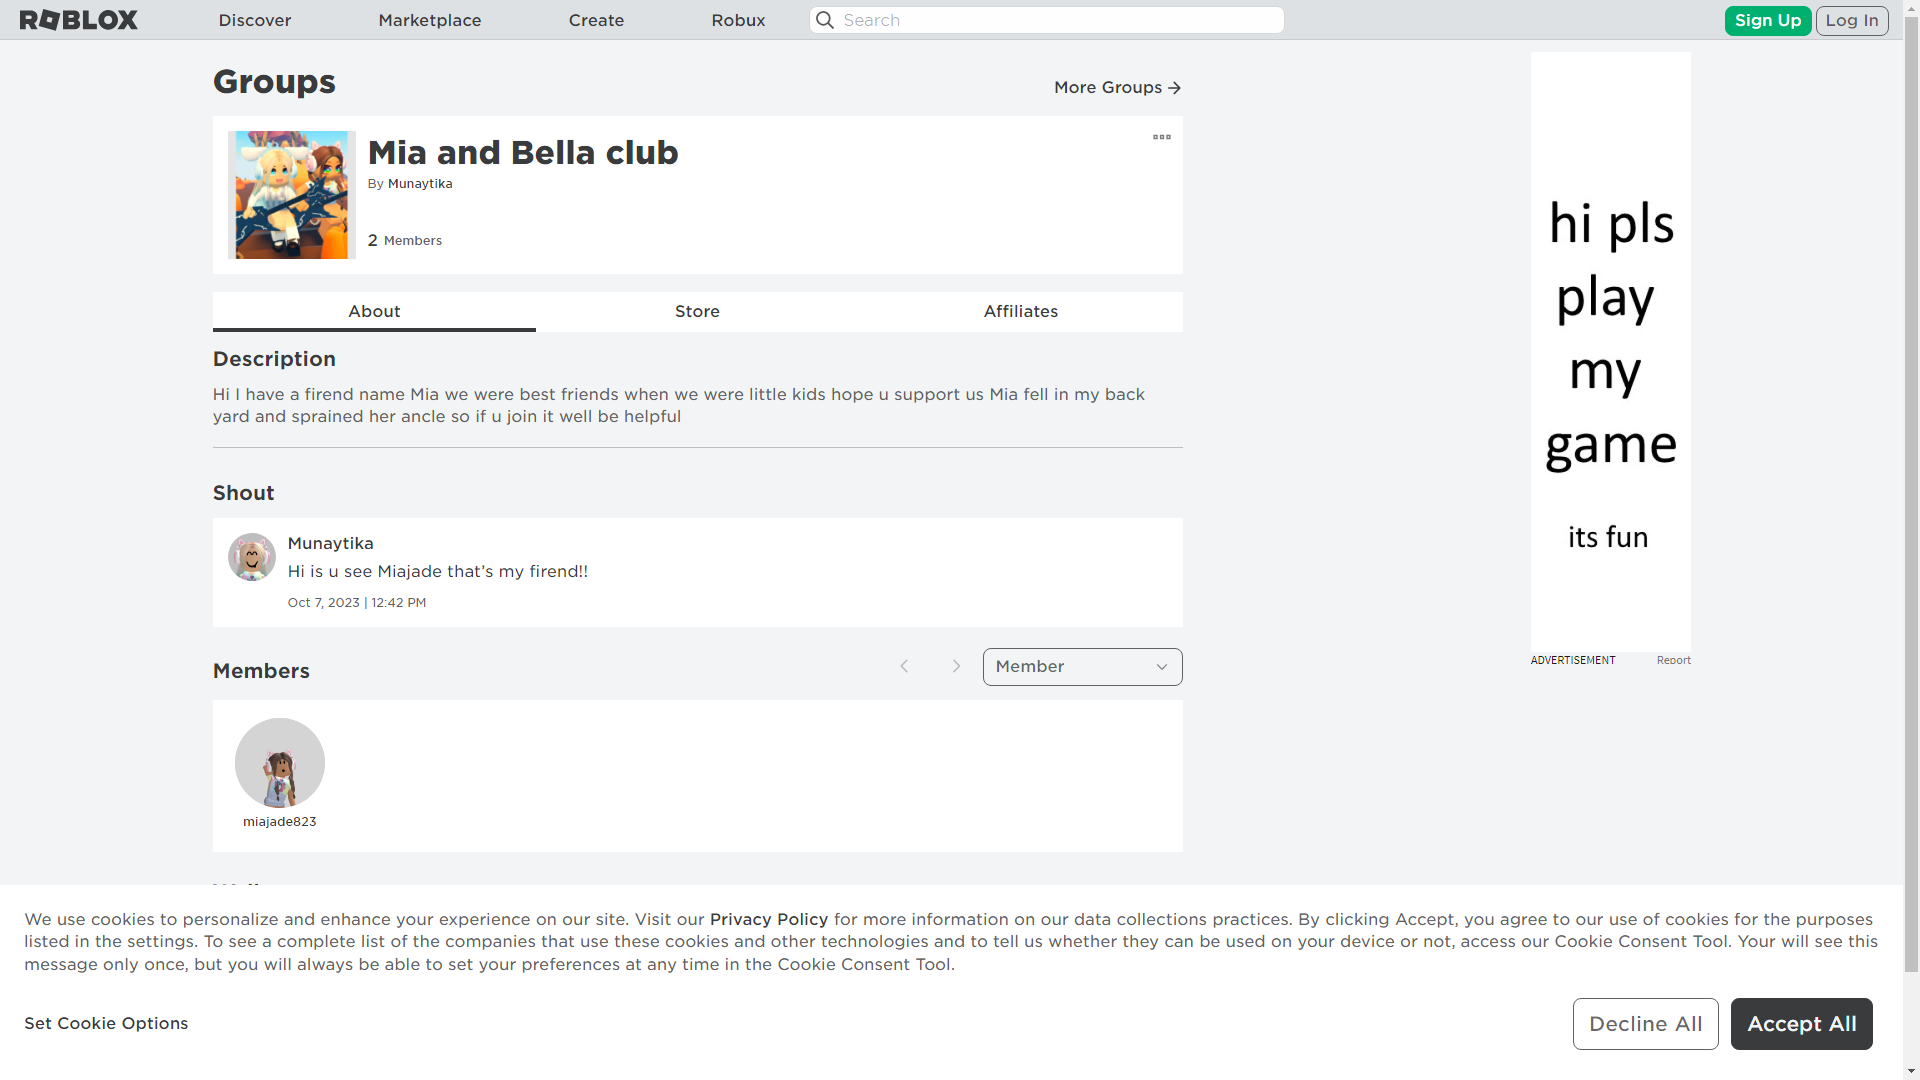 ROBLOX
Discover
Marketplace
Create
Robux
Search
Sign Up
Log In
Groups
More Groups
Mia and Bella club
By Munaytika
2 Members
About
Store
Affiliates
Description
Hi I have a firend name Mia we were best friends when we were little kids hope u support us Mia fell in my back
yard and sprained her ancle so if u join it well be helpful
Shout
Munaytika
Hi is u see Miajade that’s my firend!!
Oct 7, 2023 | 12:42 PM
Members
Member
miajade823
hi pls
play
my
game
its fun
ADVERTISEMENT
Report
We use cookies to personalize and enhance your experience on our site. Visit our Privacy Policy for more information on our data collections practices. By clicking Accept, you agree to our use of cookies for the purposes
listed in the settings. To see a complete list of the companies that use these cookies and other technologies and to tell us whether they can be used on your device or not, access our Cookie Consent Tool. Your will see this
message only once, but you will always be able to set your preferences at any time in the Cookie Consent Tool.
Set Cookie Options
Decline All
Accept All